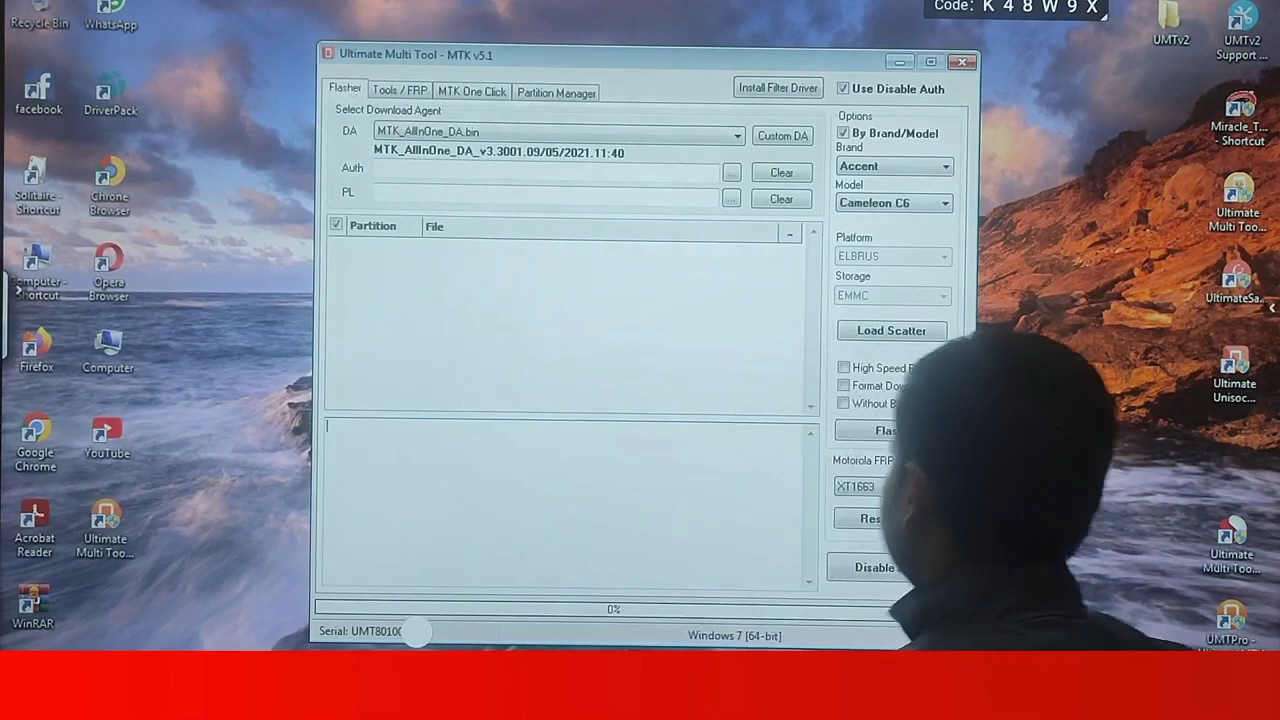 Code: K 4 8 W 9 X
Recycle Bin
WhatsApp
UMTv2
UMTv2
Support ...
Ultimate Multi Tool - MTK v5.1
Flasher
Tools / FRP
MTK One Click
Partition Manager
Install Filter Driver
Use Disable Auth
facebook
DriverPack
Select Download Agent
DA
MTK_AllInOne_DA.bin
Custom DA
MTK_AllInOne_DA_v3.3001.09/05/2021.11:40
Auth
...
Clear
PL
...
Clear
Partition
File
..
Options
By Brand/Model
Brand
Accent
Model
Cameleon C6
Platform
ELBRUS
Storage
EMMC
Load Scatter
High Speed
Format Dow
Without B
Flas
Motorola FRP
XT1663
Res
Disable
0%
Serial: UMT80100
Windows 7 [64-bit]
Solitaire -
Shortcut
Chrome
Browser
Computer -
Shortcut
Opera
Browser
Firefox
Computer
Google
Chrome
YouTube
Acrobat
Reader
Ultimate
Multi Too...
WinRAR
Miracle_T...
- Shortcut
Ultimate
Multi Too...
UltimateSa...
Ultimate
Unisoc...
Ultimate
Multi Too...
UMTPro -